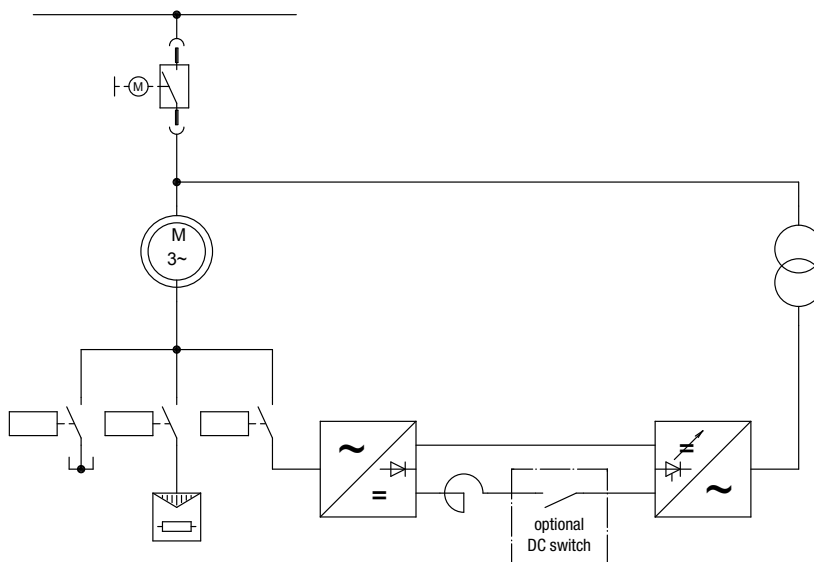 M
M
3~
~
=
=
~
optional
DC switch